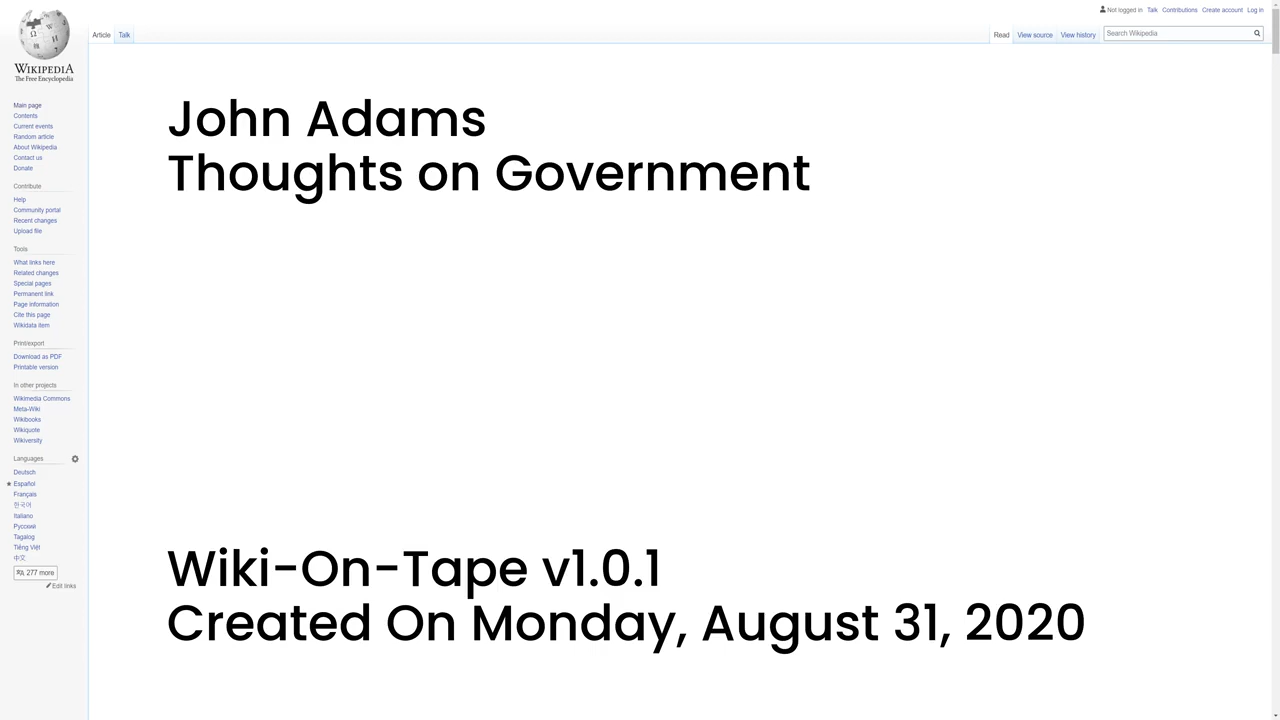 Not logged in
Talk
Contributions
Create account
Log in
Article
Talk
Read
View source
View history
Search Wikipedia
WIKIPEDIA
The Free Encyclopedia
Main page
Contents
Current events
Random article
About Wikipedia
Contact us
Donate
Contribute
Help
Community portal
Recent changes
Upload file
Tools
What links here
Related changes
Special pages
Permanent link
Page information
Cite this page
Wikidata item
Print/export
Download as PDF
Printable version
In other projects
Wikimedia Commons
Meta-Wiki
Wikibooks
Wikiquote
Wikiversity
Languages
Deutsch
Español
Français
한국어
Italiano
Русский
Tagalog
Tiếng Việt
中文
277 more
Edit links
John Adams
Thoughts on Government
Wiki-On-Tape v1.0.1
Created On Monday, August 31, 2020